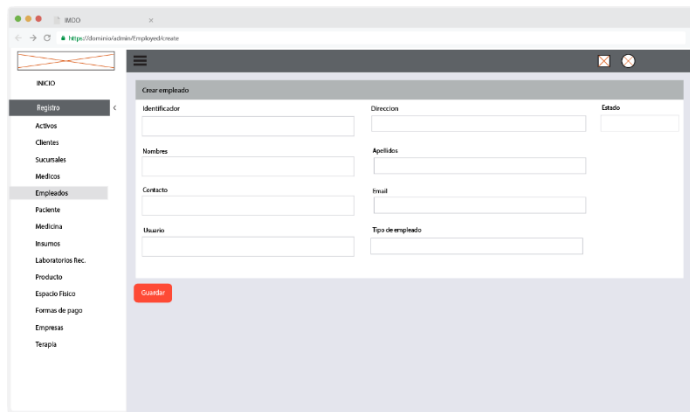 IMDO
https://dominio/admin/Employed/create
INICIO
Registro
Activos
Clientes
Sucursales
Medicos
Empleados
Paciente
Medicina
Insumos
Laboratorios Rec.
Producto
Espacio Fisico
Formas de pago
Empresas
Terapia
Crear empleado
Identificador Direccion Estado
Nombres Apellidos
Contacto Email
Usuario Tipo de empleado
Guardar